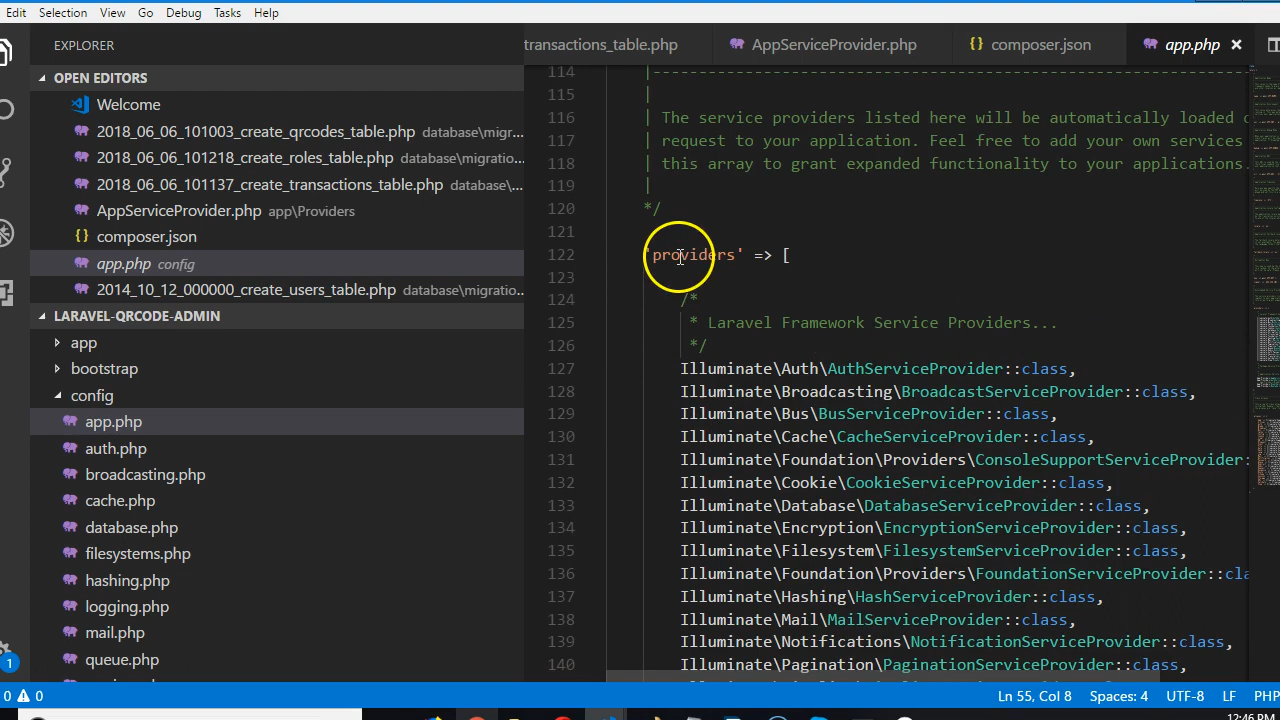 Edit Selection View Go Debug Tasks Help
EXPLORER
transactions_table.php AppServiceProvider.php {} composer.json app.php ×
OPEN EDITORS
Welcome
2018_06_06_101003_create_qrcodes_table.php database\migr...
2018_06_06_101218_create_roles_table.php database\migratio...
2018_06_06_101137_create_transactions_table.php database\...
AppServiceProvider.php app\Providers
{} composer.json
app.php config
2014_10_12_000000_create_users_table.php database\migratio...
LARAVEL-QRCODE-ADMIN
app
bootstrap
config
app.php
auth.php
broadcasting.php
cache.php
database.php
filesystems.php
hashing.php
logging.php
mail.php
queue.php
114 |-----------------------------------------------------------------
115 |
116 | The service providers listed here will be automatically loaded
117 | request to your application. Feel free to add your own services
118 | this array to grant expanded functionality to your applications
119 |
120 */
121
122 'providers' => [
123
124 /*
125 * Laravel Framework Service Providers...
126 */
127 Illuminate\Auth\AuthServiceProvider::class,
128 Illuminate\Broadcasting\BroadcastServiceProvider::class,
129 Illuminate\Bus\BusServiceProvider::class,
130 Illuminate\Cache\CacheServiceProvider::class,
131 Illuminate\Foundation\Providers\ConsoleSupportServiceProvider:
132 Illuminate\Cookie\CookieServiceProvider::class,
133 Illuminate\Database\DatabaseServiceProvider::class,
134 Illuminate\Encryption\EncryptionServiceProvider::class,
135 Illuminate\Filesystem\FilesystemServiceProvider::class,
136 Illuminate\Foundation\Providers\FoundationServiceProvider::cla
137 Illuminate\Hashing\HashServiceProvider::class,
138 Illuminate\Mail\MailServiceProvider::class,
139 Illuminate\Notifications\NotificationServiceProvider::class,
140 Illuminate\Pagination\PaginationServiceProvider::class,
1
0 0 Ln 55, Col 8 Spaces: 4 UTF-8 LF PHP
12:46 PM